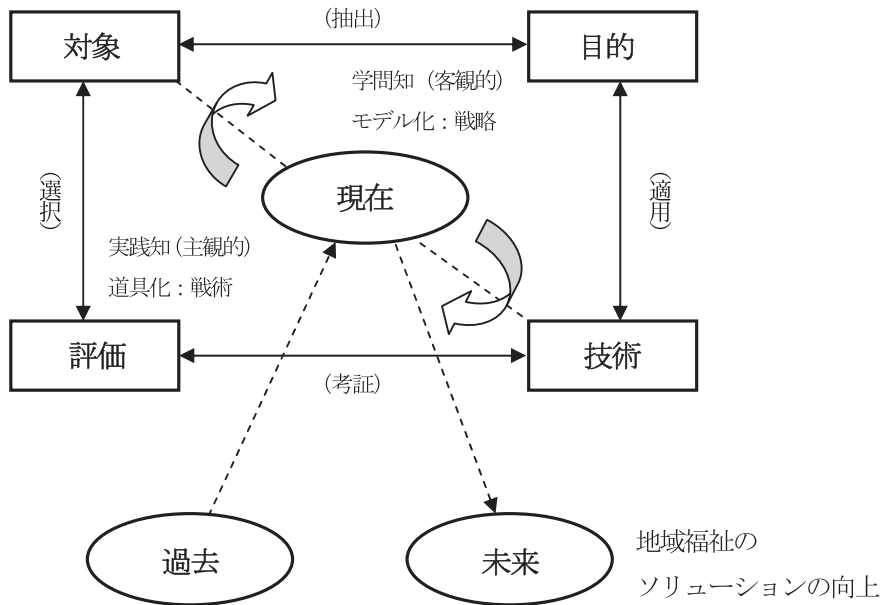 (抽出)
対象
目的
学問知（客観的）
モデル化：戦略
(選択)
現在
(適用)
実践知（主観的）
道具化：戦術
評価
技術
(考証)
過去
未来
地域福祉の
ソリューションの向上